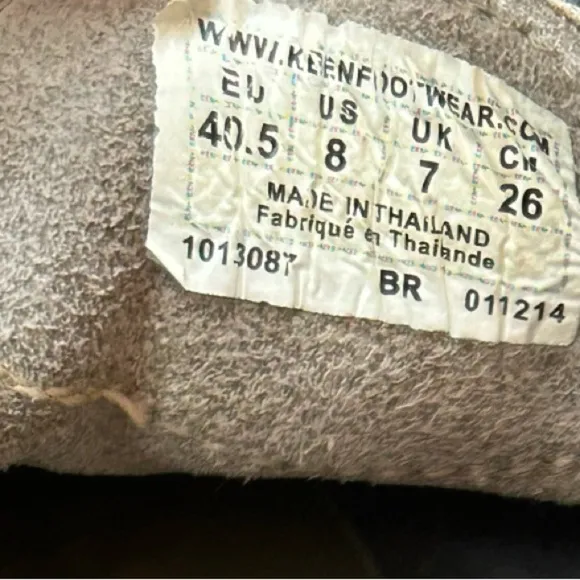 WWW.KEENFOOTWEAR.COM
EU US UK CM
40.5 8 7 26
MADE IN THAILAND
Fabriqué en Thailande
1013087 BR 011214